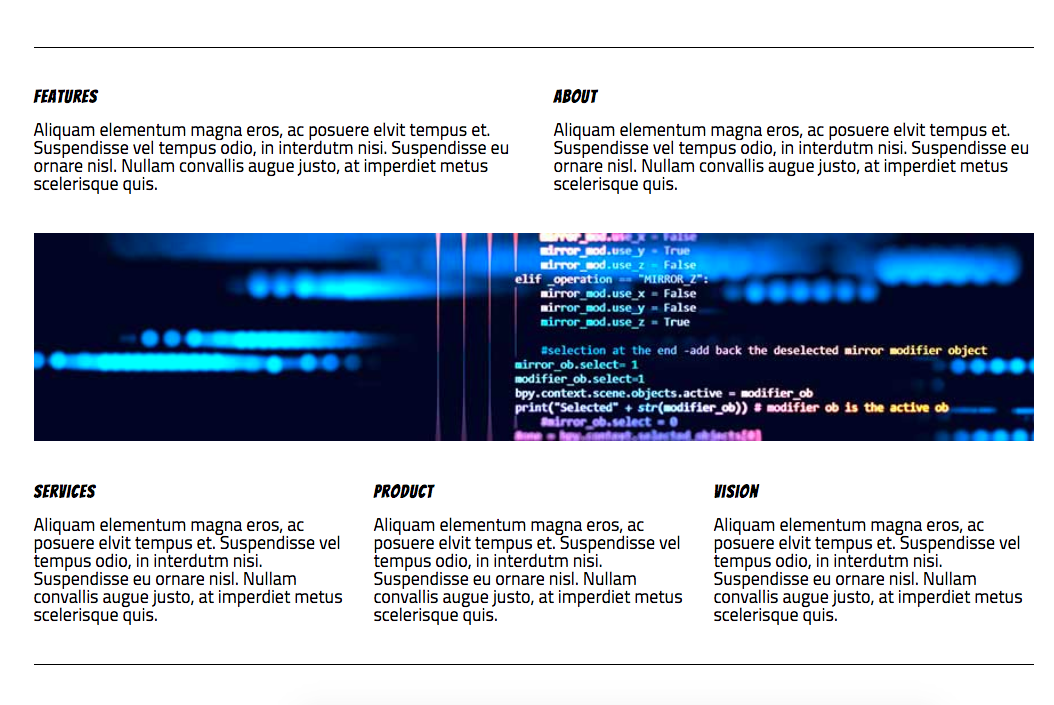 FEATURES
Aliquam elementum magna eros, ac posuere elvit tempus et.
Suspendisse vel tempus odio, in interdutm nisi. Suspendisse eu
ornare nisl. Nullam convallis augue justo, at imperdiet metus
scelerisque quis.
ABOUT
Aliquam elementum magna eros, ac posuere elvit tempus et.
Suspendisse vel tempus odio, in interdutm nisi. Suspendisse eu
ornare nisl. Nullam convallis augue justo, at imperdiet metus
scelerisque quis.
mirror_mod.use_x = False
mirror_mod.use_y = True
mirror_mod.use_z = False
elif _operation == "MIRROR_Z":
mirror_mod.use_x = False
mirror_mod.use_y = False
mirror_mod.use_z = True
#selection at the end -add back the deselected mirror modifier object
mirror_ob.select= 1
modifier_ob.select=1
bpy.context.scene.objects.active = modifier_ob
print("Selected" + str(modifier_ob)) # modifier ob is the active ob
#mirror_ob.select = 0
#one = bpy.context.selected_objects[0]
SERVICES
Aliquam elementum magna eros, ac
posuere elvit tempus et. Suspendisse vel
tempus odio, in interdutm nisi.
Suspendisse eu ornare nisl. Nullam
convallis augue justo, at imperdiet metus
scelerisque quis.
PRODUCT
Aliquam elementum magna eros, ac
posuere elvit tempus et. Suspendisse vel
tempus odio, in interdutm nisi.
Suspendisse eu ornare nisl. Nullam
convallis augue justo, at imperdiet metus
scelerisque quis.
VISION
Aliquam elementum magna eros, ac
posuere elvit tempus et. Suspendisse vel
tempus odio, in interdutm nisi.
Suspendisse eu ornare nisl. Nullam
convallis augue justo, at imperdiet metus
scelerisque quis.